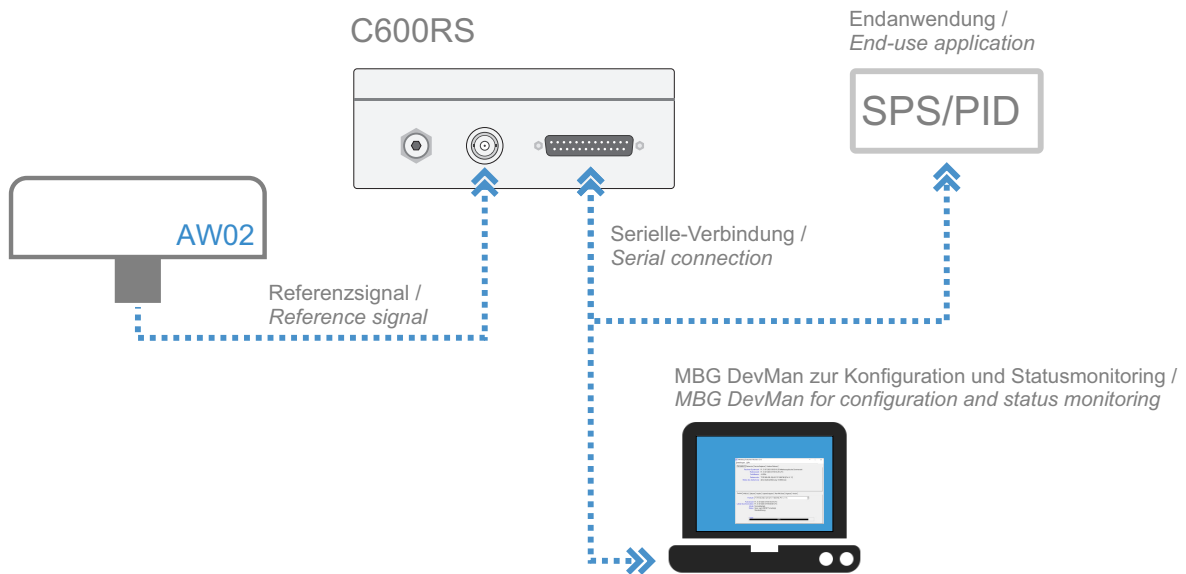 C600RS
Endanwendung /
End-use application
SPS/PID
AW02
Serielle-Verbindung /
Serial connection
Referenzsignal /
Reference signal
MBG DevMan zur Konfiguration und Statusmonitoring /
MBG DevMan for configuration and status monitoring